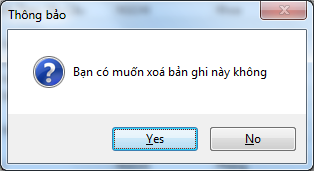 Thông báo
Bạn có muốn xoá bản ghi này không
Yes
No